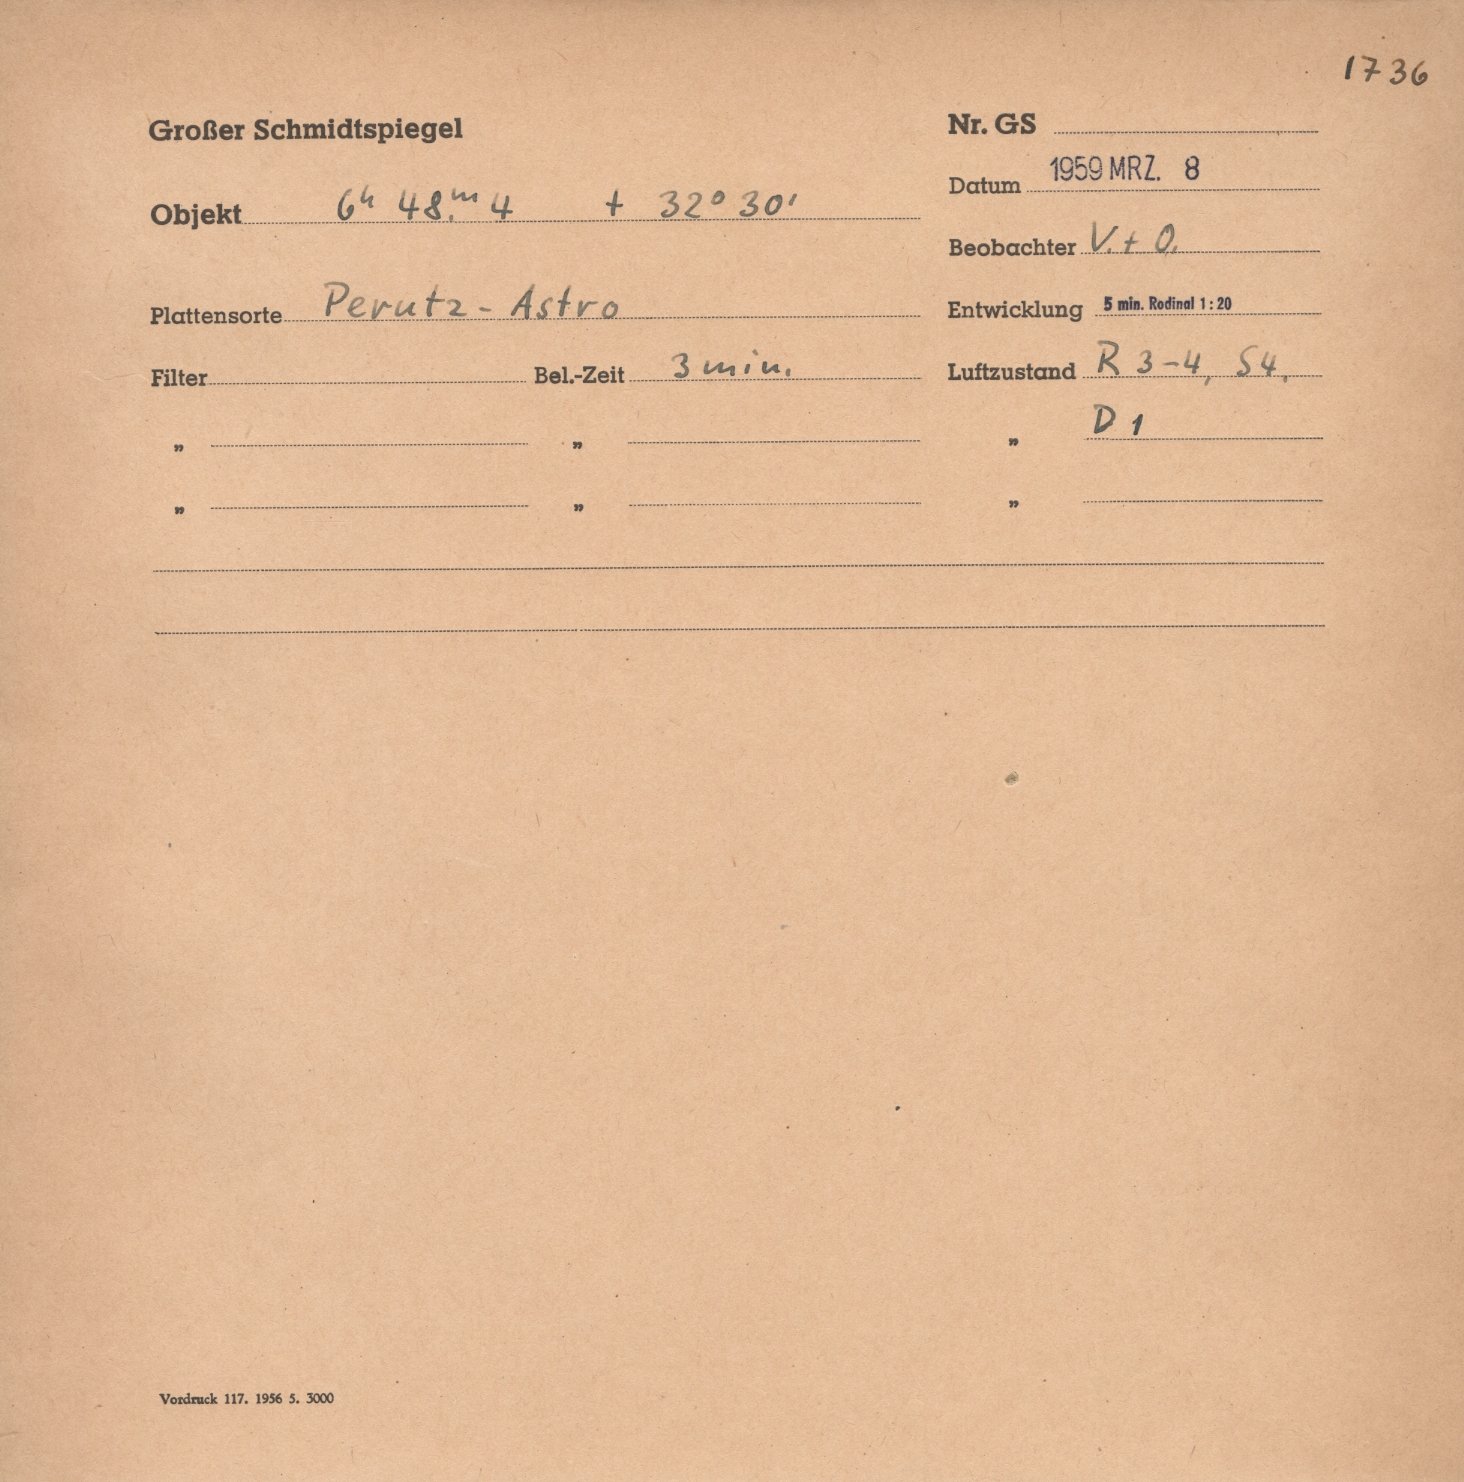 1736
Großer Schmidtspiegel
Nr. GS
Datum 1959 MRZ. 8
Objekt 6h 48.m 4 + 32° 30'
Beobachter V. + O.
Plattensorte Perutz - Astro
Entwicklung 5 min. Rodinal 1 : 20
Filter Bel.-Zeit 3 min.
Luftzustand R 3-4, S 4,
„ „ „ D 1
„ „ „
Vordruck 117. 1956 5. 3000